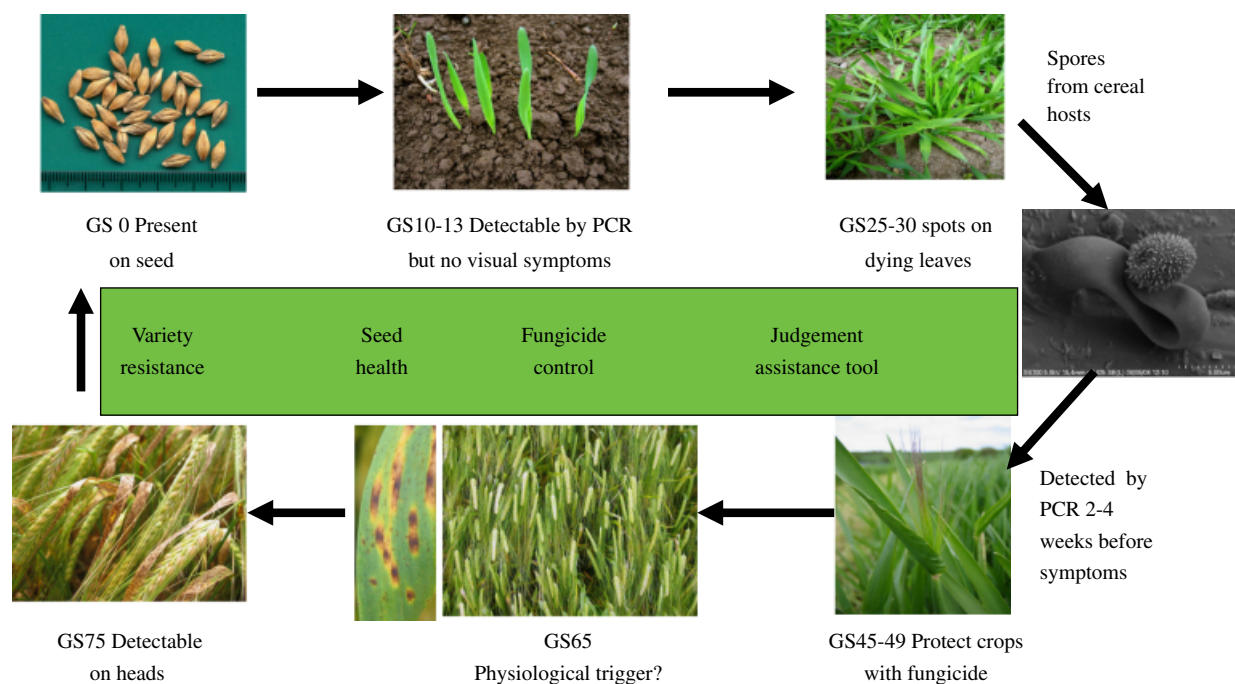 Spores
from cereal
hosts
GS 0 Present
on seed
GS10-13 Detectable by PCR
but no visual symptoms
GS25-30 spots on
dying leaves
Variety
resistance
Seed
health
Fungicide
control
Judgement
assistance tool
Detected by
PCR 2-4
weeks before
symptoms
GS75 Detectable
on heads
GS65
Physiological trigger?
GS45-49 Protect crops
with fungicide